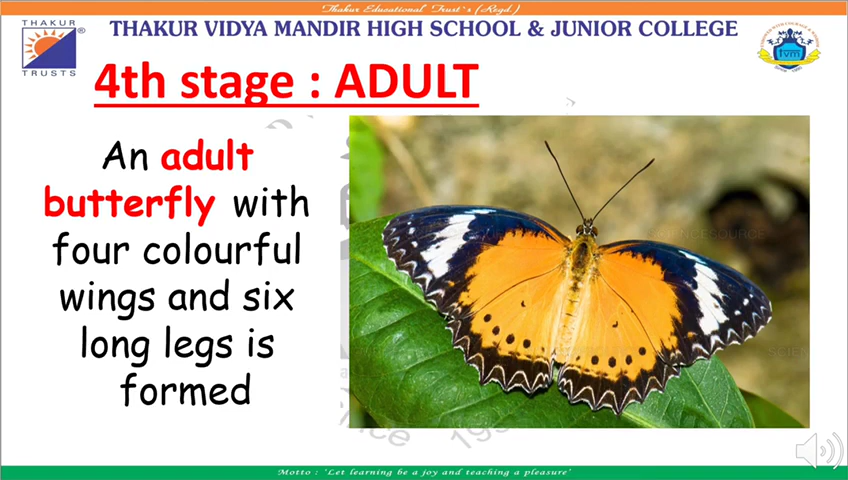 Thakur Educational Trust's (Regd.)
THAKUR VIDYA MANDIR HIGH SCHOOL & JUNIOR COLLEGE
THAKUR
TRUSTS
tvm
4th stage : ADULT
An adult
butterfly with
four colourful
wings and six
long legs is
formed
Motto : 'Let learning be a joy and teaching a pleasure'